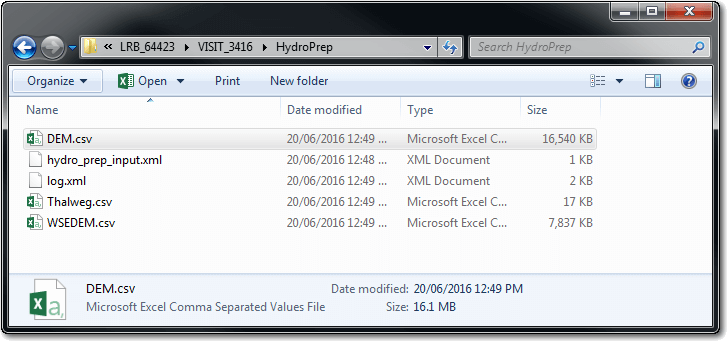 « LRB_64423 ▸ VISIT_3416 ▸ HydroPrep Search HydroPrep
Organize Open Print New folder
Name Date modified Type Size
DEM.csv 20/06/2016 12:49 ... Microsoft Excel C... 16,540 KB
hydro_prep_input.xml 20/06/2016 12:48 ... XML Document 1 KB
log.xml 20/06/2016 12:49 ... XML Document 2 KB
Thalweg.csv 20/06/2016 12:49 ... Microsoft Excel C... 17 KB
WSEDEM.csv 20/06/2016 12:49 ... Microsoft Excel C... 7,837 KB
DEM.csv Date modified: 20/06/2016 12:49 PM
Microsoft Excel Comma Separated Values File Size: 16.1 MB